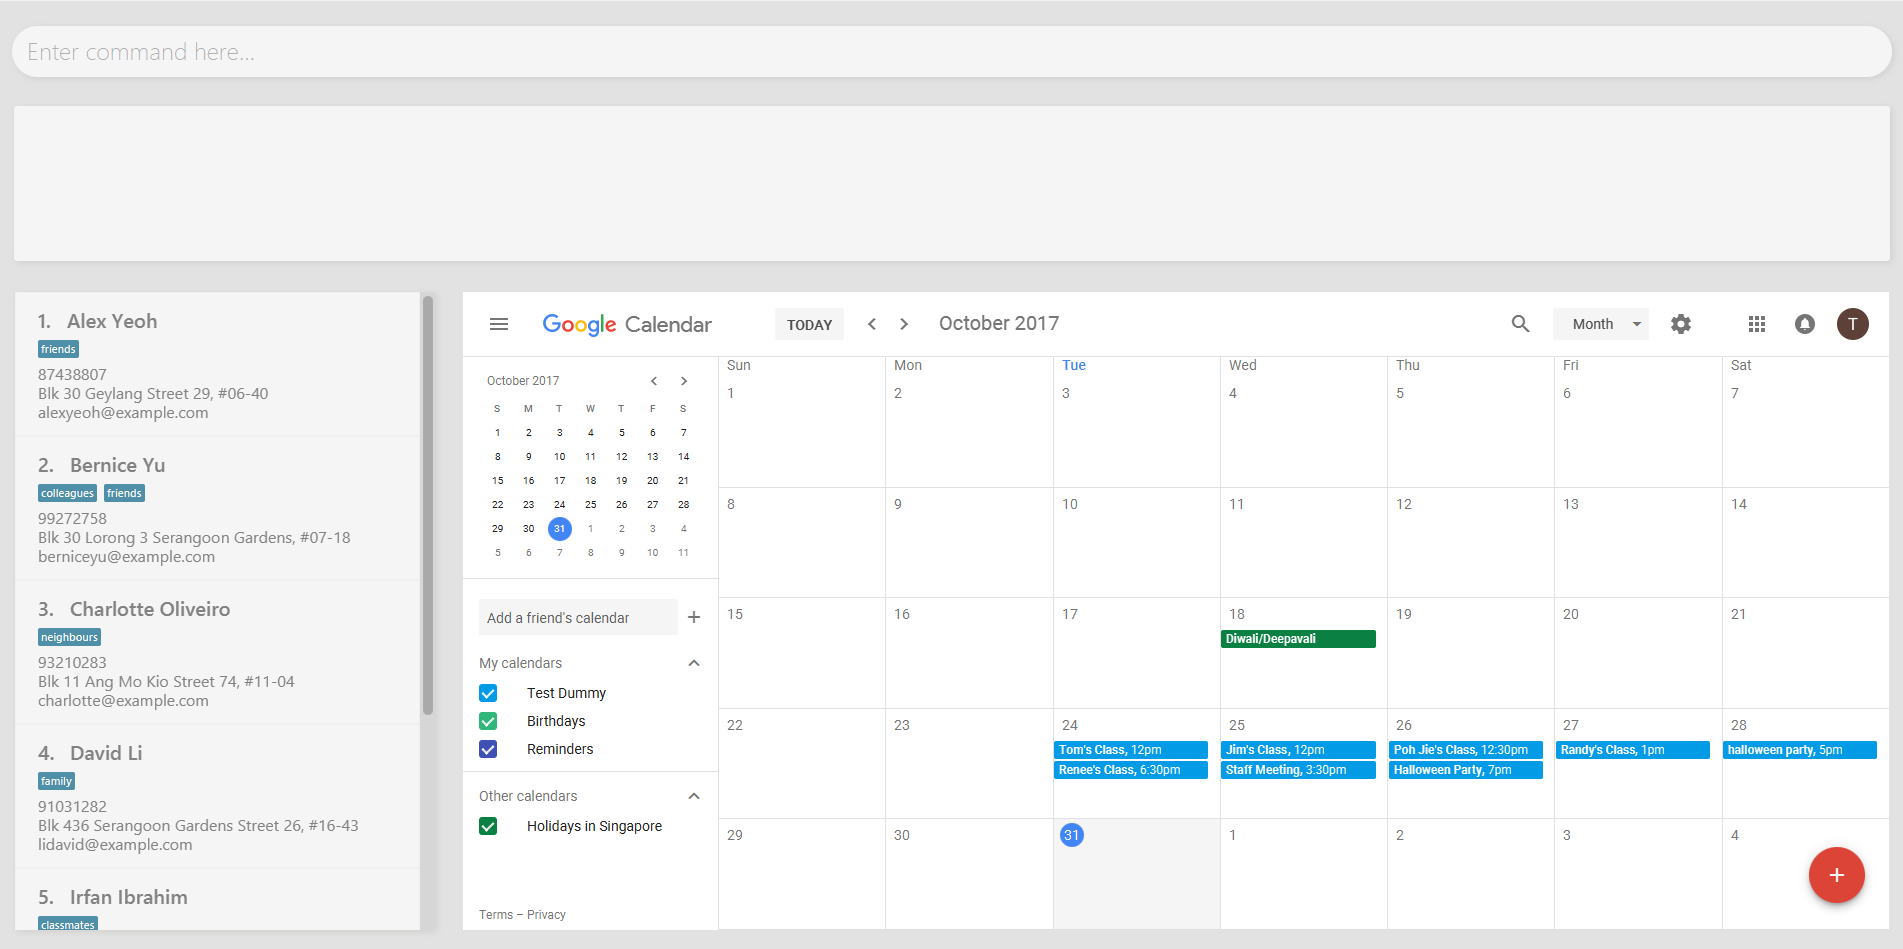 Enter command here...
1. Alex Yeoh
friends
87438807
Blk 30 Geylang Street 29, #06-40
alexyeoh@example.com
2. Bernice Yu
colleagues friends
99272758
Blk 30 Lorong 3 Serangoon Gardens, #07-18
berniceyu@example.com
3. Charlotte Oliveiro
neighbours
93210283
Blk 11 Ang Mo Kio Street 74, #11-04
charlotte@example.com
4. David Li
family
91031282
Blk 436 Serangoon Gardens Street 26, #16-43
lidavid@example.com
5. Irfan Ibrahim
classmates
Google Calendar TODAY October 2017 Month T
October 2017
S M T W T F S
1 2 3 4 5 6 7
8 9 10 11 12 13 14
15 16 17 18 19 20 21
22 23 24 25 26 27 28
29 30 31 1 2 3 4
5 6 7 8 9 10 11
Add a friend's calendar +
My calendars
Test Dummy
Birthdays
Reminders
Other calendars
Holidays in Singapore
Terms – Privacy
Sun Mon Tue Wed Thu Fri Sat
1 2 3 4 5 6 7
8 9 10 11 12 13 14
15 16 17 18 19 20 21
Diwali/Deepavali
22 23 24 25 26 27 28
Tom's Class, 12pm Jim's Class, 12pm Poh Jie's Class, 12:30pm Randy's Class, 1pm halloween party, 5pm
Renee's Class, 6:30pm Staff Meeting, 3:30pm Halloween Party, 7pm
29 30 31 1 2 3 4
+